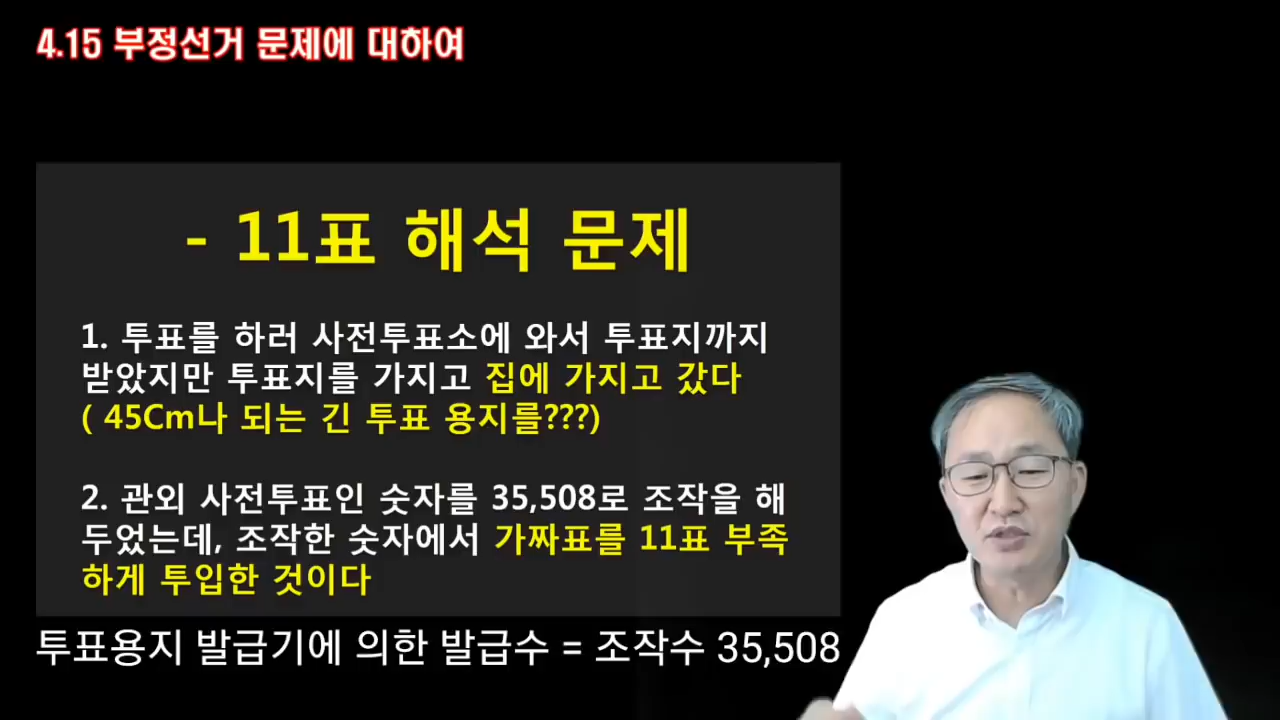 4.15 부정선거 문제에 대하여
- 11표 해석 문제
1. 투표를 하러 사전투표소에 와서 투표지까지
받았지만 투표지를 가지고 집에 가지고 갔다
( 45Cm나 되는 긴 투표 용지를???)
2. 관외 사전투표인 숫자를 35,508로 조작을 해
두었는데, 조작한 숫자에서 가짜표를 11표 부족
하게 투입한 것이다
투표용지 발급기에 의한 발급수 = 조작수 35,508